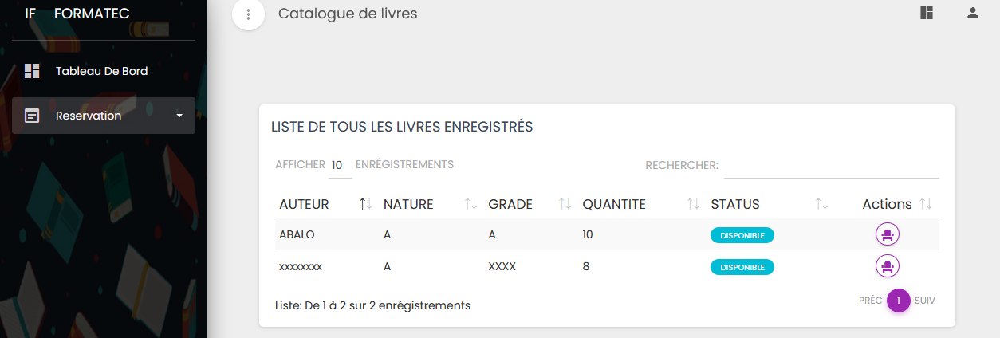 IF FORMATEC
Catalogue de livres
Tableau De Bord
Reservation
LISTE DE TOUS LES LIVRES ENREGISTRÉS
AFFICHER 10 ENRÉGISTREMENTS
RECHERCHER:
AUTEUR NATURE GRADE QUANTITE STATUS Actions
ABALO A A 10 DISPONIBLE
xxxxxxxx A XXXX 8 DISPONIBLE
Liste: De 1 à 2 sur 2 enrégistrements
PRÉC 1 SUIV